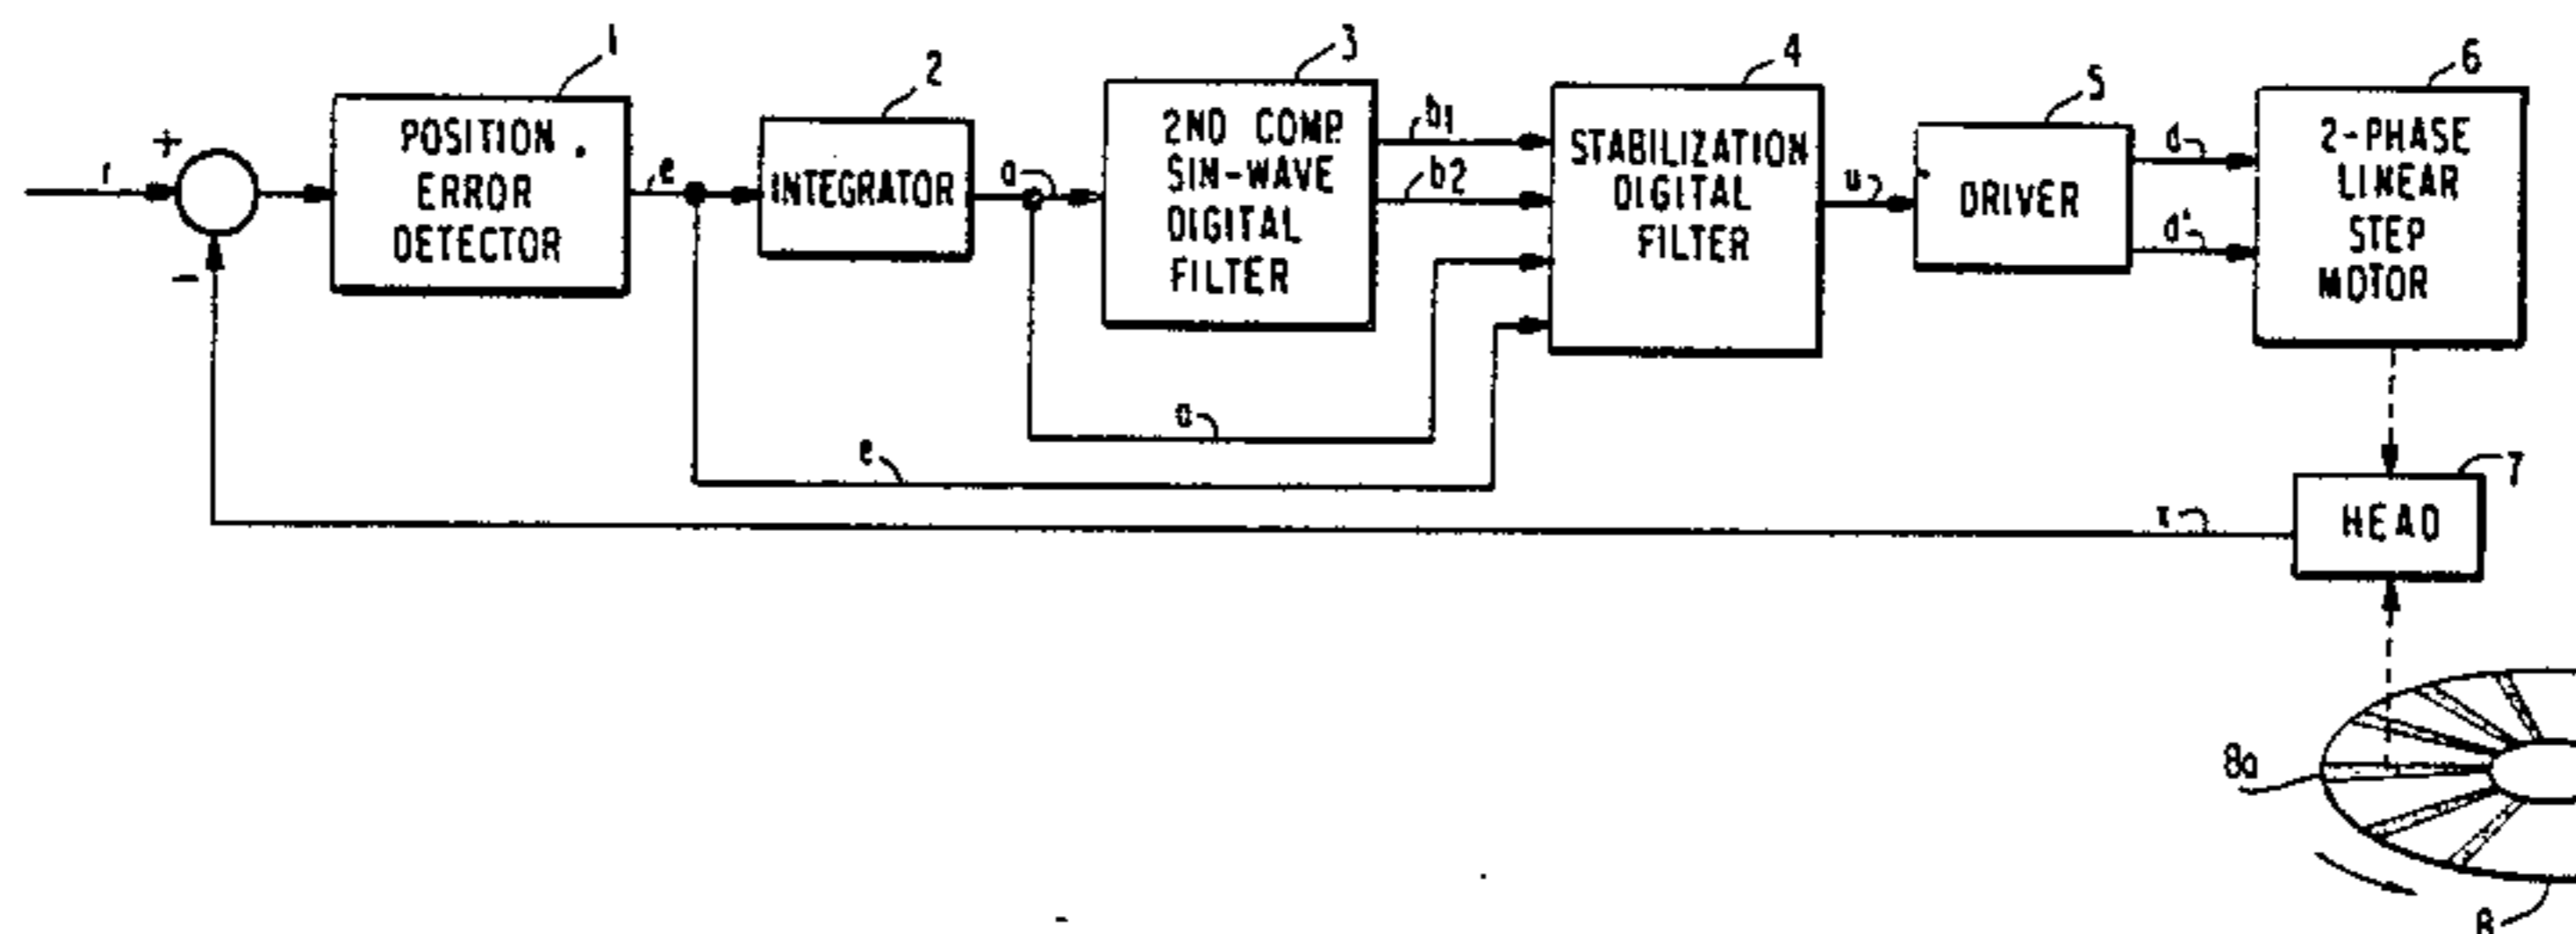 1
2
3
4
5
6
r
+
-
POSITION
ERROR
DETECTOR
e
INTEGRATOR
a
2ND COMP.
SIN-WAVE
DIGITAL
FILTER
b1
b2
STABILIZATION
DIGITAL
FILTER
u
DRIVER
d
d'
2-PHASE
LINEAR
STEP
MOTOR
a
e
x
7
HEAD
8a
8